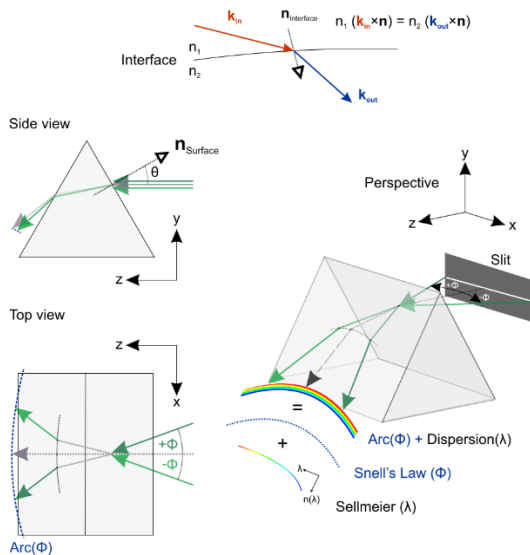 k_in
n_Interface
n₁ (k_in×n) = n₂ (k_out×n)
n₁
Interface
n₂
k_out
Side view
n_Surface
θ
y
z
Perspective
y
z
x
Slit
+Φ
-Φ
Top view
z
x
+Φ
-Φ
Arc(Φ)
=
Arc(Φ) + Dispersion(λ)
+
Snell's Law (Φ)
λ
n(λ)
Sellmeier (λ)